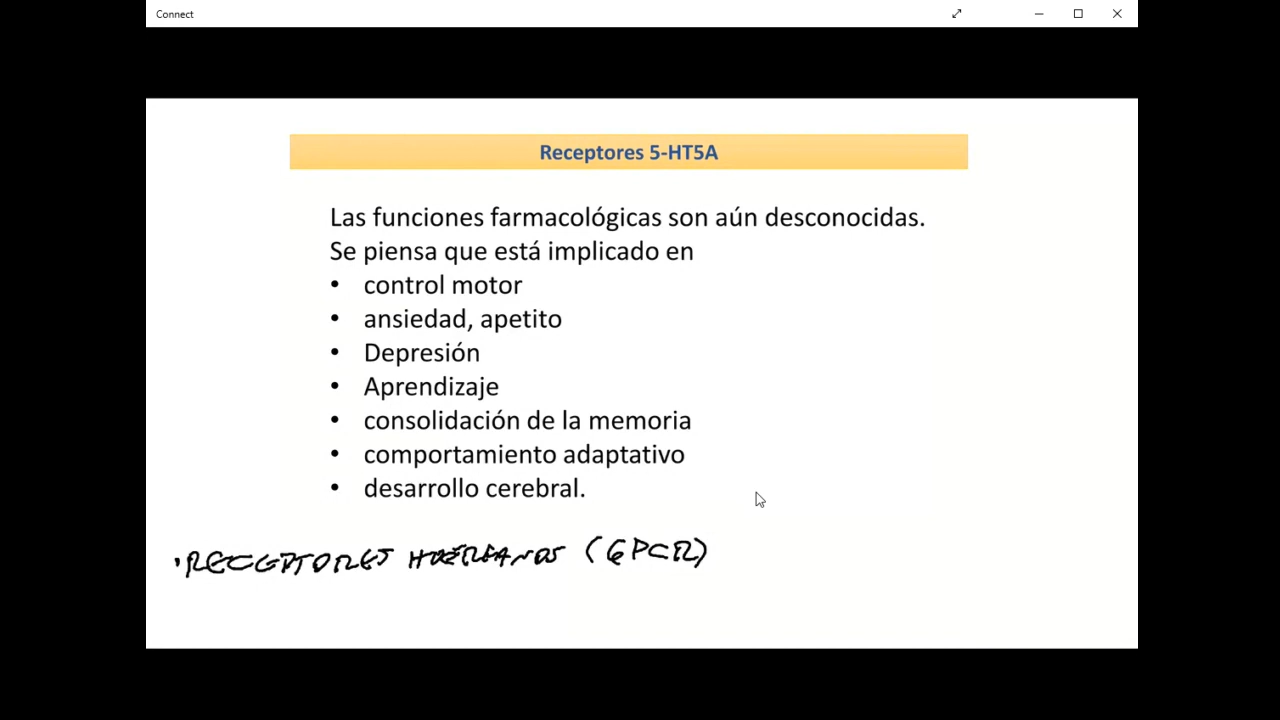 Connect
Receptores 5-HT5A
Las funciones farmacológicas son aún desconocidas.
Se piensa que está implicado en
• control motor
• ansiedad, apetito
• Depresión
• Aprendizaje
• consolidación de la memoria
• comportamiento adaptativo
• desarrollo cerebral.
• RECEPTORES HUÉRFANOS (GPCR)